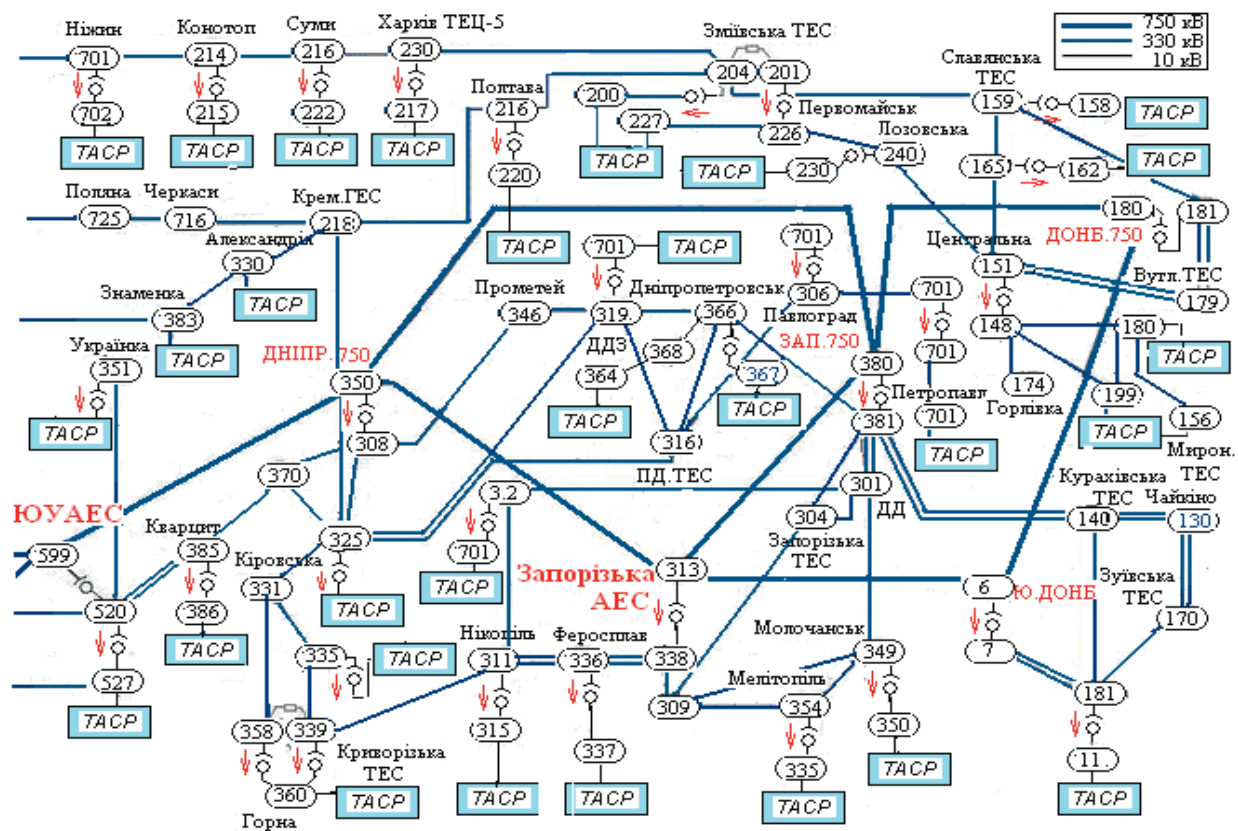 Ніжин Конотоп Суми Харків ТЕЦ-5 Зміївська ТЕС
750 кВ
330 кВ
10 кВ
701 214 216 230 204 201
Славянська
ТЕС
Полтава
702 215 222 217 216 200 227 Первомайськ 226 159 158
ТАСР ТАСР ТАСР ТАСР ТАСР ТАСР
Лозовська
220 ТАСР 230 240 165 162 ТАСР
Поляна Черкаси Крем.ГЕС
725 716 218 ТАСР 701 ТАСР 701 180 181
ДОНБ.750
Александрія
330 ТАСР
Центральна
151 Вугл.ТЕС
179
Знаменка
383 ТАСР
Прометей Дніпропетровськ
346 319 366 306 701
Павлоград
148 180
Українка
351 ДНІПР.750 ДДЗ 368 ЗАП.750
ТАСР
350 364 367 380 701 174 199
Петропавл Горлівка
ТАСР ТАСР ТАСР 381 701 156
308 316 ТАСР ТАСР Мирон.
ТЕС
370 ПД.ТЕС 301 ДД
3.2
Курахівська
ТЕС
Чайкіно
ЮУАЕС Кварцит 325 304 140 130
599 385 Кіровська 701 Запорізька
ТЕС
331 Запорізька
АЕС
313 6 Ю.ДОНБ Зуївська
ТЕС
520 386 ТАСР ТАСР 170
ТАСР ТАСР
527 335 Нікопіль Феросплав Молочанськ
311 336 338 349 7
ТАСР Мелітопіль 181
309 354
358 339 315 337 350 11
Криворізька
ТЕС
335 ТАСР
360 ТАСР ТАСР ТАСР ТАСР ТАСР
Горна